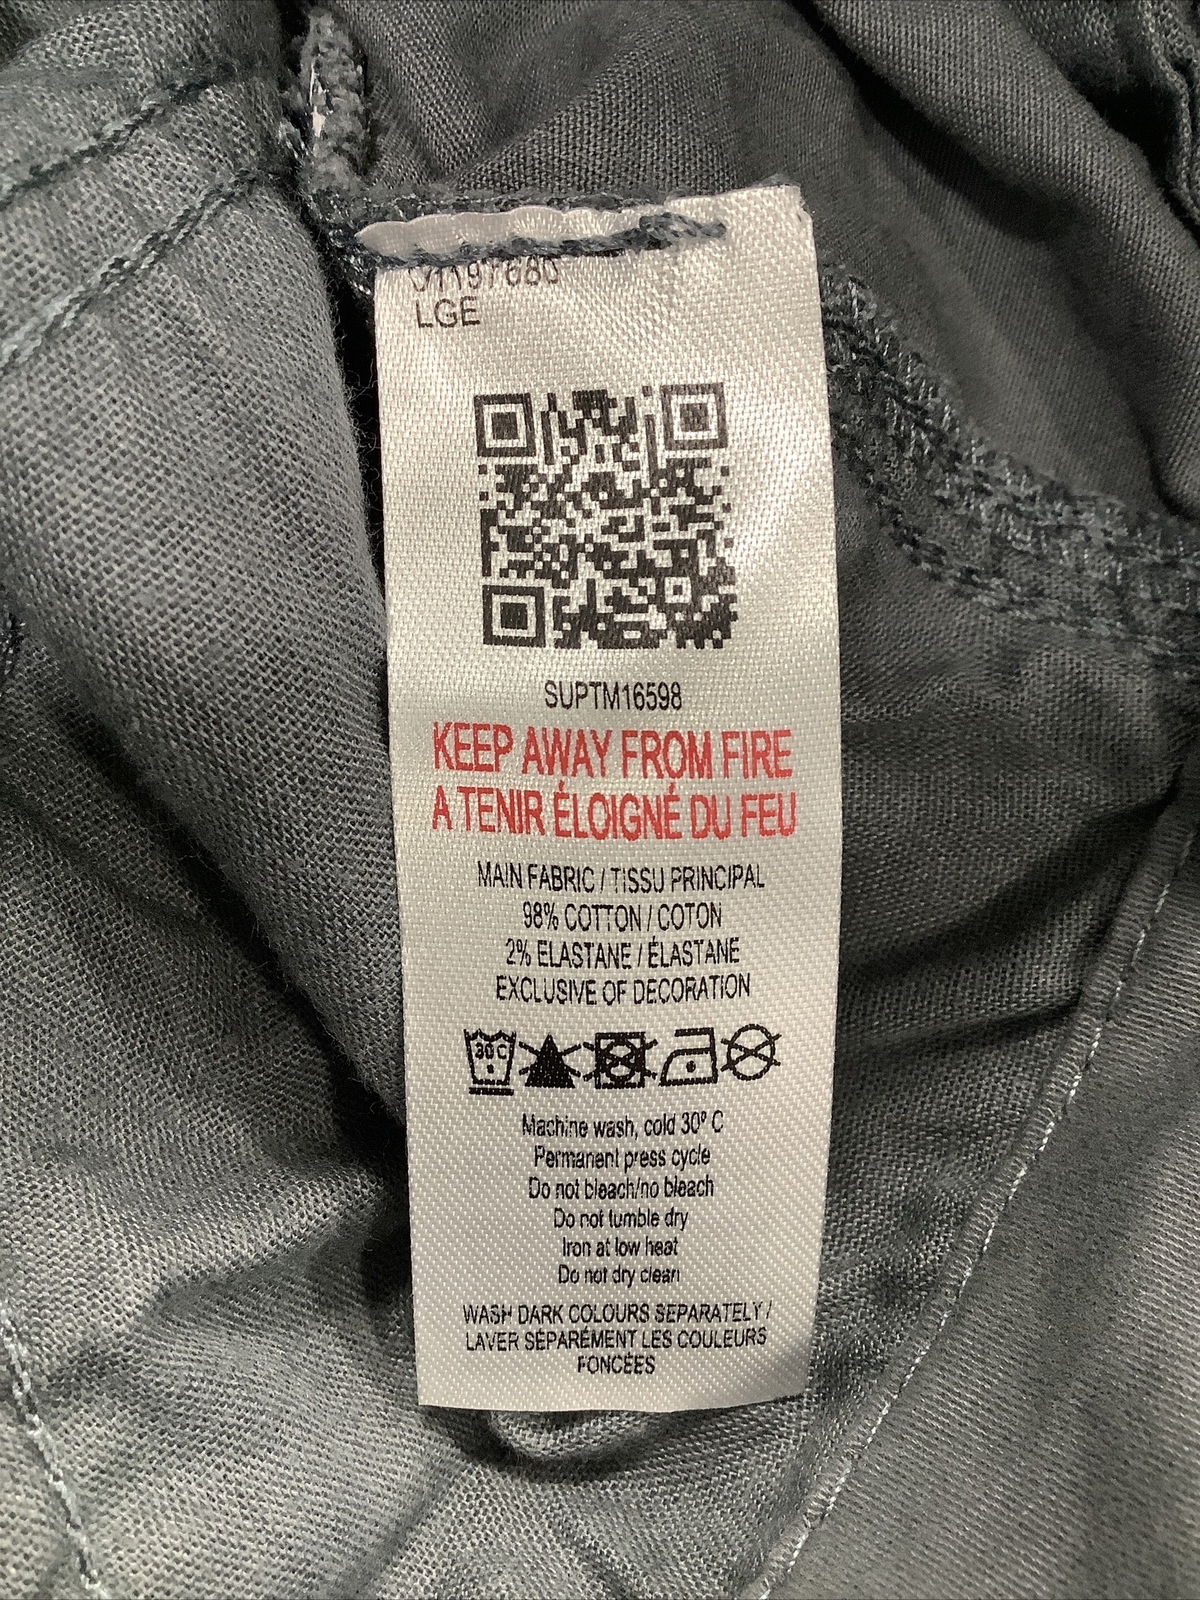 LGE
SUPTM16598
KEEP AWAY FROM FIRE
A TENIR ÉLOIGNÉ DU FEU
MAIN FABRIC / TISSU PRINCIPAL
98% COTTON / COTON
2% ELASTANE / ÉLASTANE
EXCLUSIVE OF DECORATION
30 C
Machine wash, cold 30º C
Permanent press cycle
Do not bleach/no bleach
Do not tumble dry
Iron at low heat
Do not dry clean
WASH DARK COLOURS SEPARATELY /
LAVER SÉPARÉMENT LES COULEURS
FONCÉES